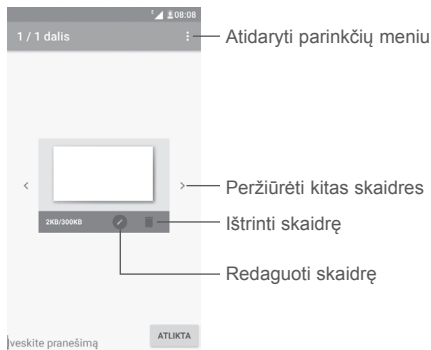 08:08
1 / 1 dalis
Atidaryti parinkčių meniu
Peržiūrėti kitas skaidres
2KB/300KB
Ištrinti skaidrę
Redaguoti skaidrę
Įveskite pranešimą
ATLIKTA